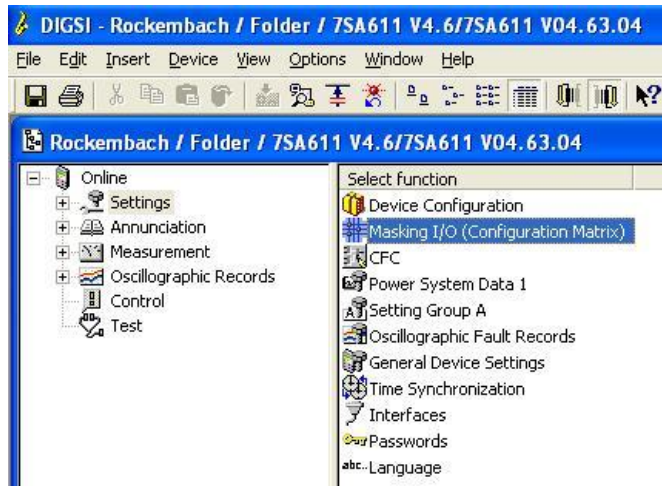 DIGSI - Rockembach / Folder / 7SA611 V4.6/7SA611 V04.63.04
File Edit Insert Device View Options Window Help
Rockembach / Folder / 7SA611 V4.6/7SA611 V04.63.04
Online
Settings
Annunciation
Measurement
Oscillographic Records
Control
Test
Select function
Device Configuration
Masking I/O (Configuration Matrix)
CFC
Power System Data 1
Setting Group A
Oscillographic Fault Records
General Device Settings
Time Synchronization
Interfaces
Passwords
abc.. Language